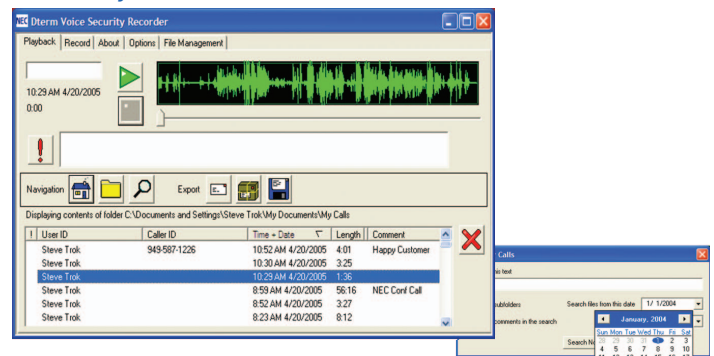 NEC Dterm Voice Security Recorder
Playback Record About Options File Management
10:29 AM 4/20/2005
0:00
Navigation Export
Displaying contents of folder C:\Documents and Settings\Steve Trok\My Documents\My Calls
! User ID Caller ID Time + Date Length Comment
Steve Trok 949-587-1226 10:52 AM 4/20/2005 4:01 Happy Customer
Steve Trok 10:30 AM 4/20/2005 3:25
Steve Trok 10:29 AM 4/20/2005 1:36
Steve Trok 8:59 AM 4/20/2005 56:16 NEC Conf Call
Steve Trok 8:52 AM 4/20/2005 3:27
Steve Trok 8:23 AM 4/20/2005 8:12
Calls
this text
subfolders Search files from this date 1/ 1/2004
comments in the search
January, 2004
Search
Sun Mon Tue Wed Thu Fri Sat
28 29 30 31 1 2 3
4 5 6 7 8 9 10